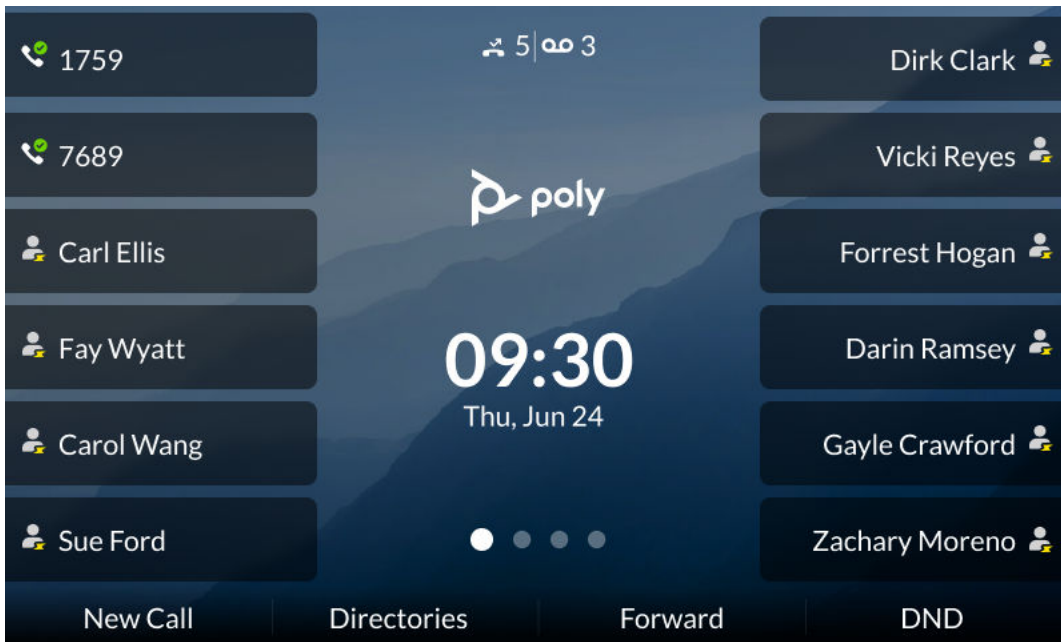 1759
7689
Carl Ellis
Fay Wyatt
Carol Wang
Sue Ford
5 3
poly
09:30
Thu, Jun 24
Dirk Clark
Vicki Reyes
Forrest Hogan
Darin Ramsey
Gayle Crawford
Zachary Moreno
New Call Directories Forward DND